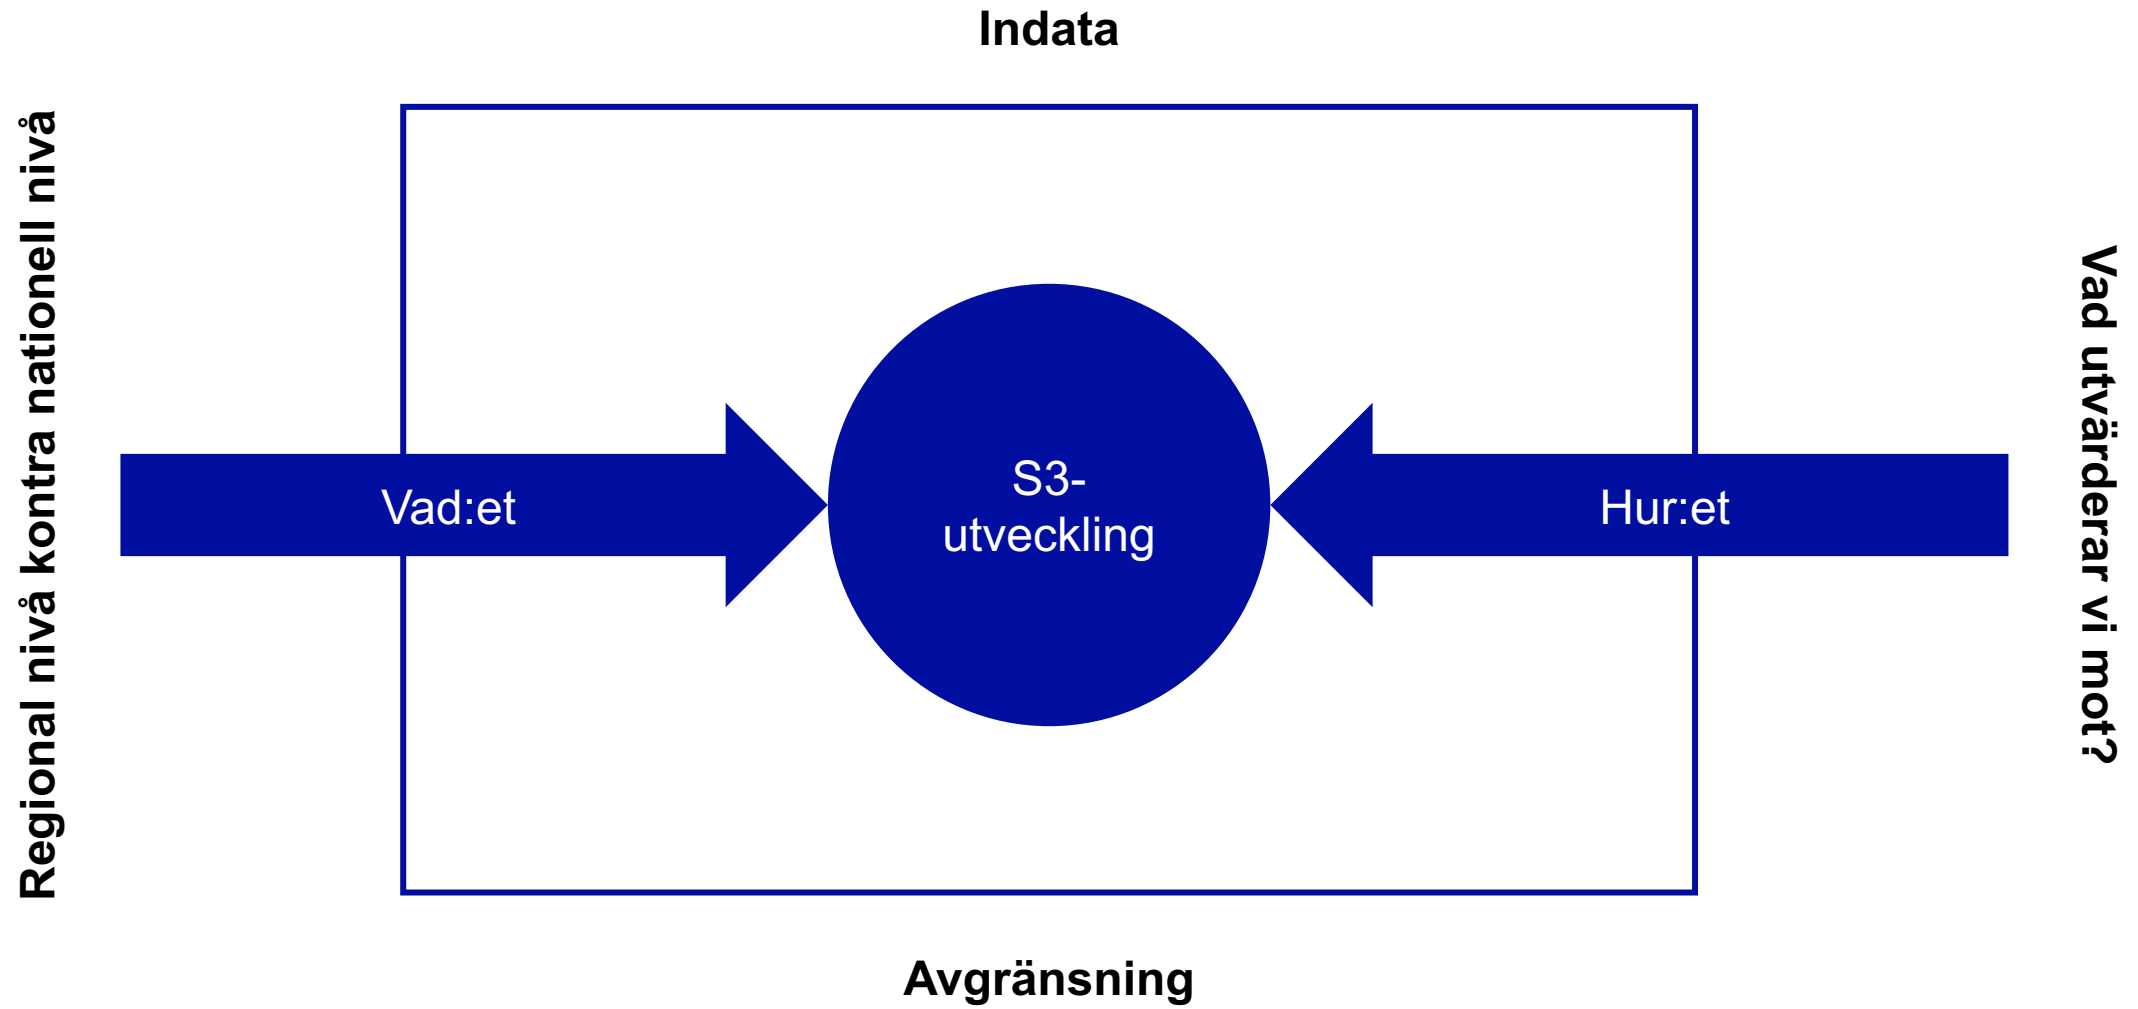 Indata
Regional nivå kontra nationell nivå
Vad:et
S3-
utveckling
Hur:et
Vad utvärderar vi mot?
Avgränsning